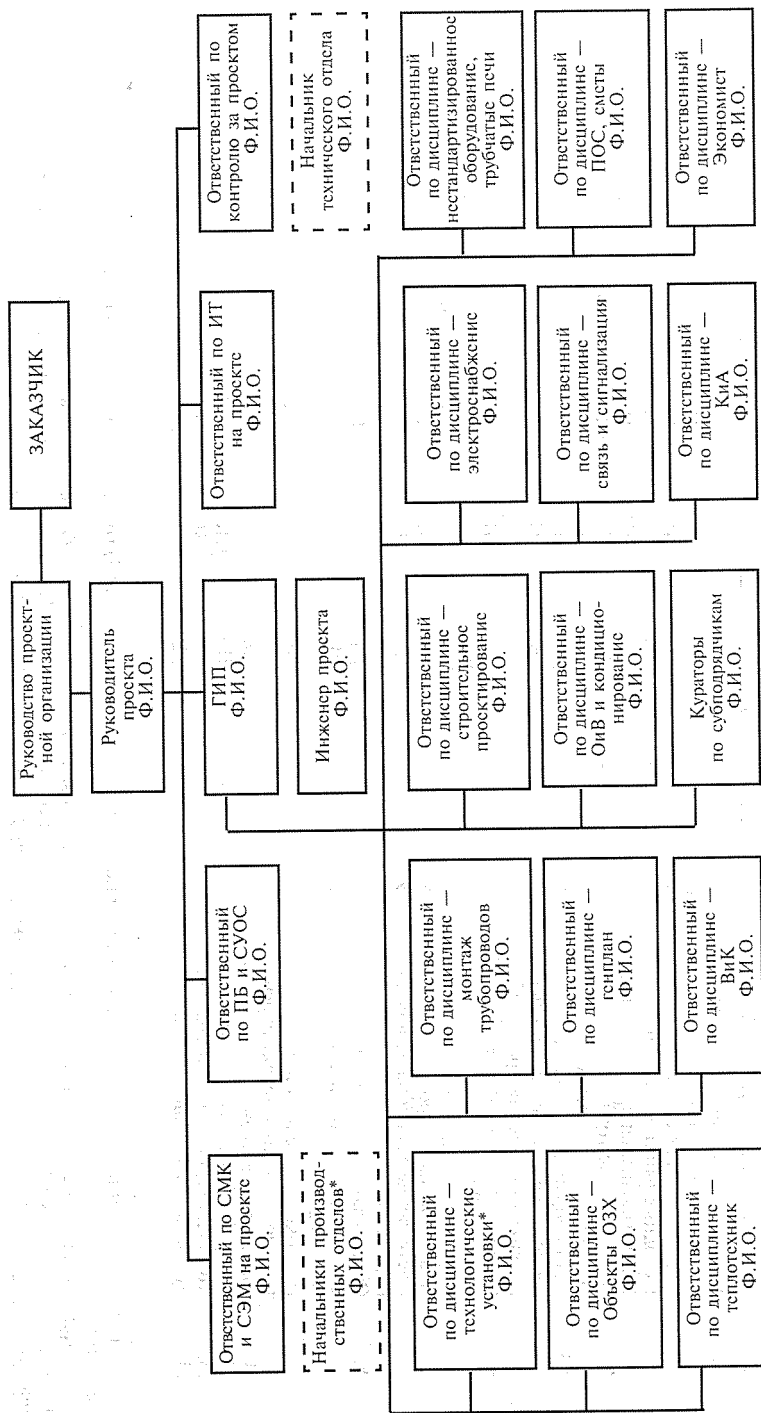 ЗАКАЗЧИК
Руководство проект-
ной организации
Руководитель
проекта
Ф.И.О.
Ответственный по СМК
и СЭМ на проекте
Ф.И.О.
Ответственный
по ПБ и СУОС
Ф.И.О.
ГИП
Ф.И.О.
Ответственный по ИТ
на проекте
Ф.И.О.
Ответственный по
контролю за проектом
Ф.И.О.
Начальники производ-
ственных отделов*
Ф.И.О.
Инженер проекта
Ф.И.О.
Начальник
технического отдела
Ф.И.О.
Ответственный
по дисциплине —
технологические
установки*
Ф.И.О.
Ответственный
по дисциплине —
монтаж
трубопроводов
Ф.И.О.
Ответственный
по дисциплине —
строительное
проектирование
Ф.И.О.
Ответственный
по дисциплине —
электроснабжение
Ф.И.О.
Ответственный
по дисциплине —
нестандартизированное
оборудование,
трубчатые печи
Ф.И.О.
Ответственный
по дисциплине —
Объекты ОЗХ
Ф.И.О.
Ответственный
по дисциплине —
генплан
Ф.И.О.
Ответственный
по дисциплине —
ОиВ и кондицио-
нирование
Ф.И.О.
Ответственный
по дисциплине —
связь и сигнализация
Ф.И.О.
Ответственный
по дисциплине —
ПОС, сметы
Ф.И.О.
Ответственный
по дисциплине —
теплотехник
Ф.И.О.
Ответственный
по дисциплине —
ВиК
Ф.И.О.
Кураторы
по субподрядчикам
Ф.И.О.
Ответственный
по дисциплине —
КиА
Ф.И.О.
Ответственный
по дисциплине —
Экономист
Ф.И.О.